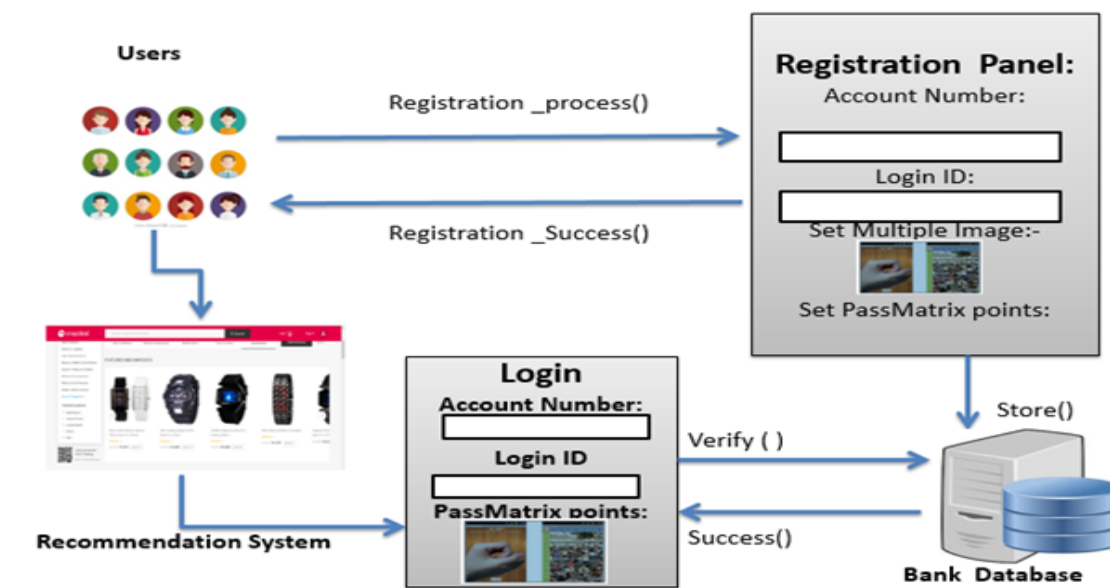 Users
Registration _process()
Registration _Success()
Registration Panel:
Account Number:
Login ID:
Set Multiple Image:-
Set PassMatrix points:
Store()
snapdeal
Recommendation System
Login
Account Number:
Login ID
PassMatrix points:
Verify ( )
Success()
Bank Database